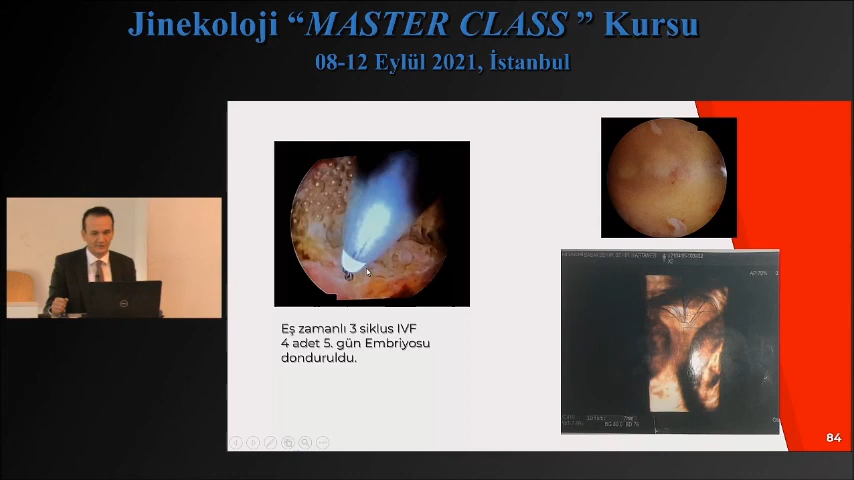 Jinekoloji “MASTER CLASS ” Kursu
08-12 Eylül 2021, İstanbul
Eş zamanlı 3 siklus IVF
4 adet 5. gün Embriyosu
donduruldu.
84